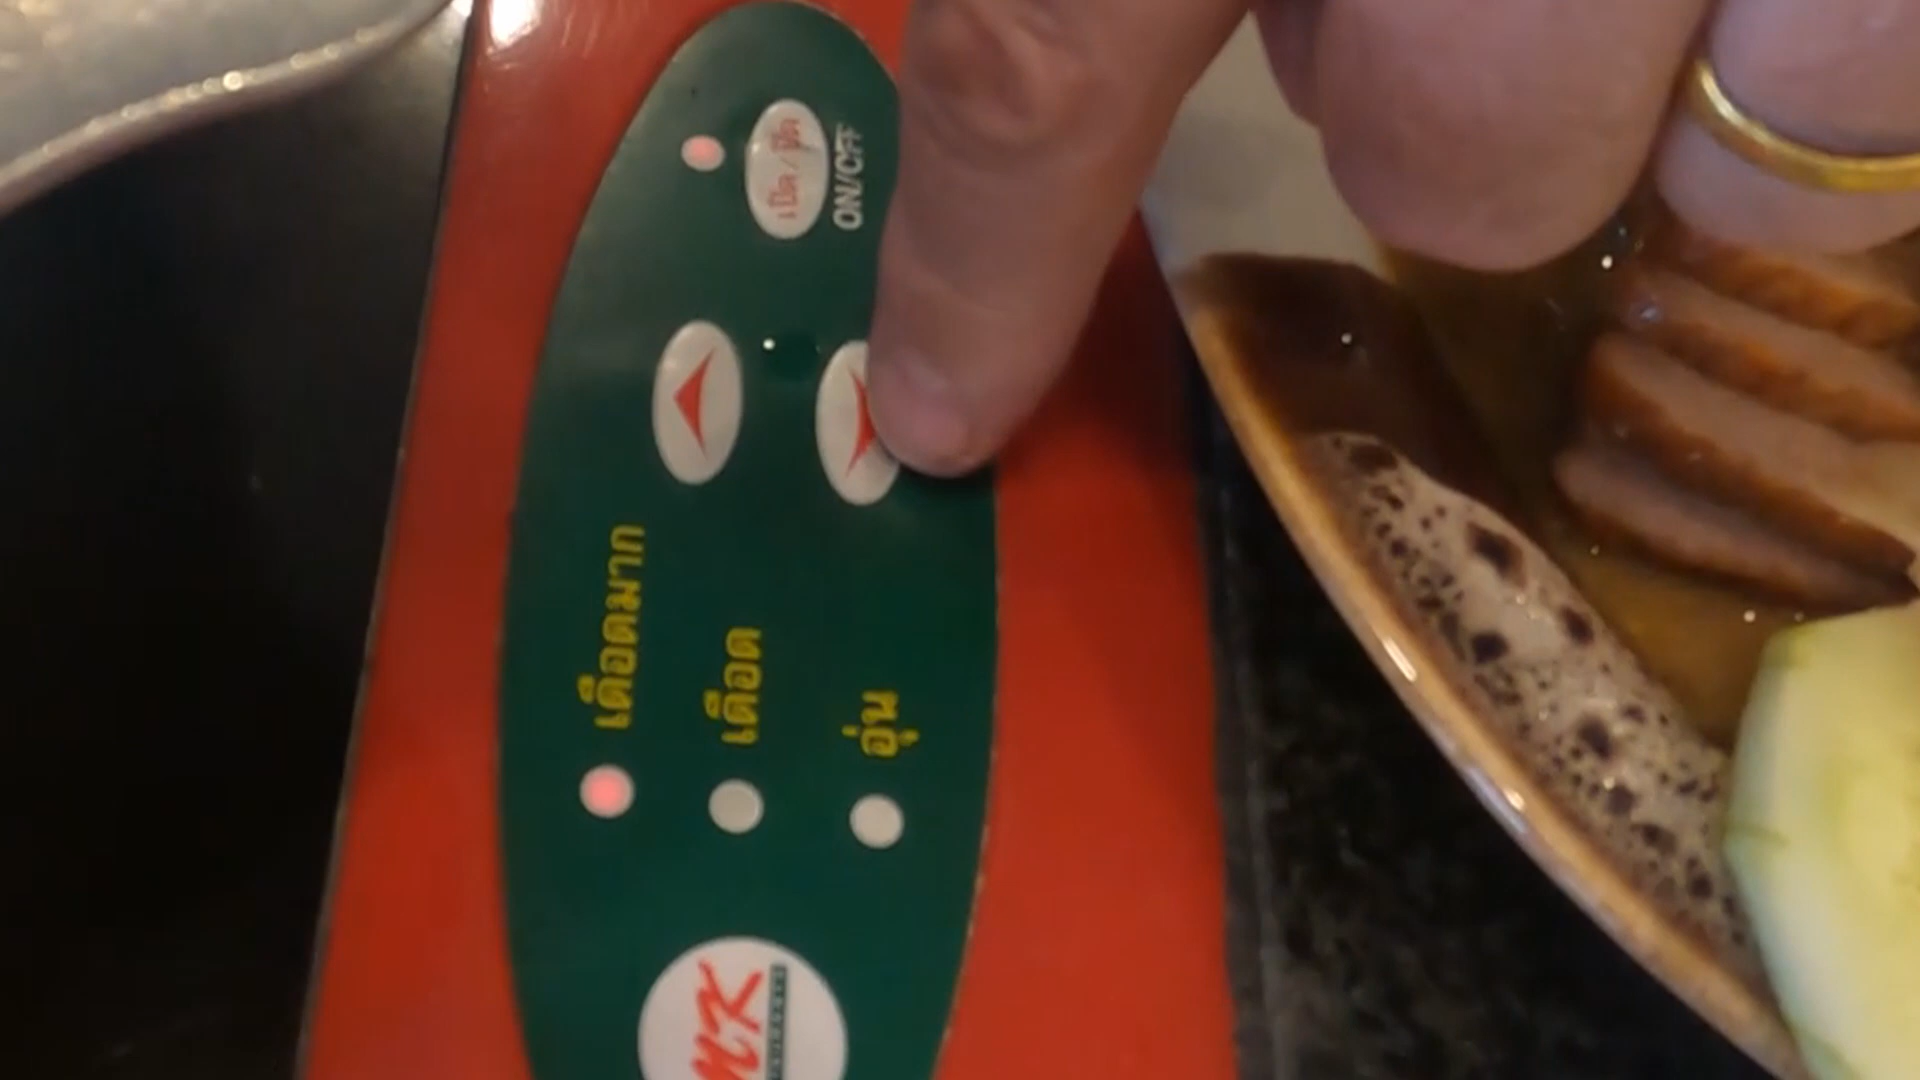 เดือดมาก
เดือด
อุ่น
เปิด / ปิด
ON/OFF
MK